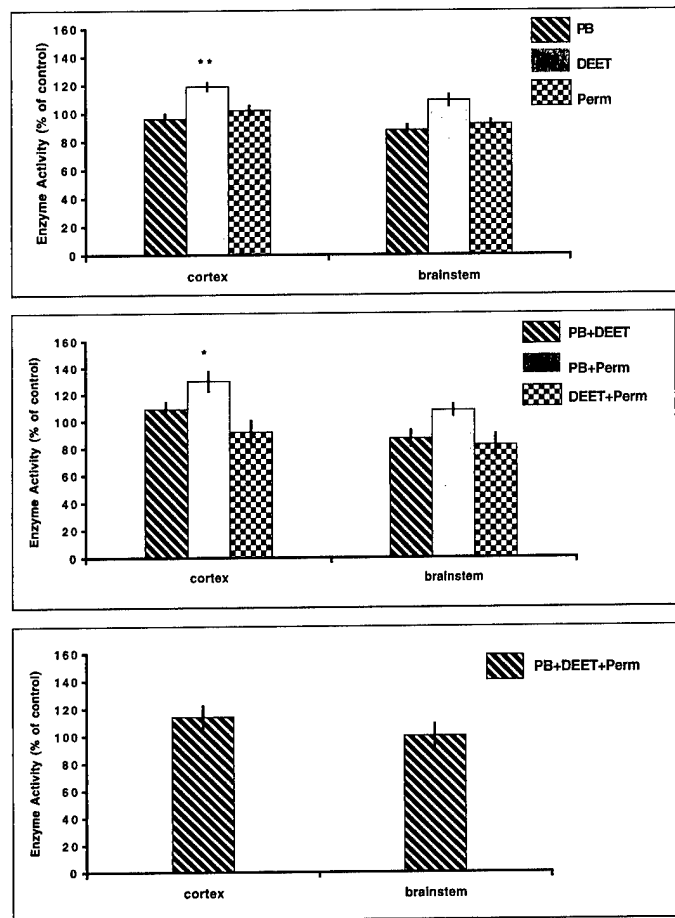 Enzyme Activity (% of control)
160
140
120
100
80
60
40
20
0
**
cortex
brainstem
PB
DEET
Perm
Enzyme Activity (% of control)
160
140
120
100
80
60
40
20
0
*
cortex
brainstem
PB+DEET
PB+Perm
DEET+Perm
Enzyme Activity (% of control)
160
140
120
100
80
60
40
20
0
cortex
brainstem
PB+DEET+Perm